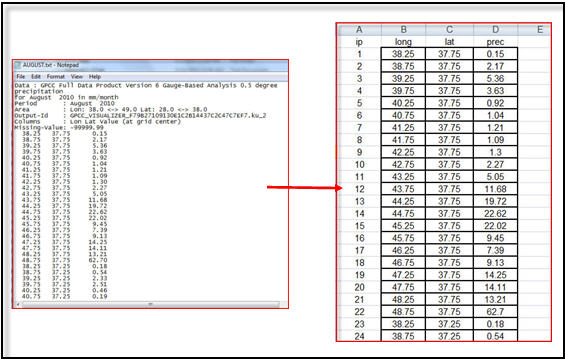 AUGUST.txt - Notepad
File Edit Format View Help
Data : GPCC Full Data Product Version 6 Gauge-Based Analysis 0.5 degree
precipitation
for August 2010 in mm/month
Period : August 2010
Area : Lon: 38.0 <-> 49.0 Lat: 28.0 <-> 38.0
Output-Id : GPCC_VISUALIZER_F79B2710913OE1C2B14437C2C47C7EF7.ku_2
Columns : Lon Lat Value (at grid center)
Missing-Value: -99999.99
38.25 37.75 0.15
38.75 37.75 2.17
39.25 37.75 5.36
39.75 37.75 3.63
40.25 37.75 0.92
40.75 37.75 1.04
41.25 37.75 1.21
41.75 37.75 1.09
42.25 37.75 1.30
42.75 37.75 2.27
43.25 37.75 5.05
43.75 37.75 11.68
44.25 37.75 19.72
44.75 37.75 22.62
45.25 37.75 22.02
45.75 37.75 9.45
46.25 37.75 7.39
46.75 37.75 9.13
47.25 37.75 14.25
47.75 37.75 14.11
48.25 37.75 13.21
48.75 37.75 62.70
38.25 37.25 0.18
38.75 37.25 0.54
39.25 37.25 2.33
39.75 37.25 2.51
40.25 37.25 0.46
40.75 37.25 0.19
A B C D E
ip long lat prec
1 38.25 37.75 0.15
2 38.75 37.75 2.17
3 39.25 37.75 5.36
4 39.75 37.75 3.63
5 40.25 37.75 0.92
6 40.75 37.75 1.04
7 41.25 37.75 1.21
8 41.75 37.75 1.09
9 42.25 37.75 1.3
10 42.75 37.75 2.27
11 43.25 37.75 5.05
12 43.75 37.75 11.68
13 44.25 37.75 19.72
14 44.75 37.75 22.62
15 45.25 37.75 22.02
16 45.75 37.75 9.45
17 46.25 37.75 7.39
18 46.75 37.75 9.13
19 47.25 37.75 14.25
20 47.75 37.75 14.11
21 48.25 37.75 13.21
22 48.75 37.75 62.7
23 38.25 37.25 0.18
24 38.75 37.25 0.54